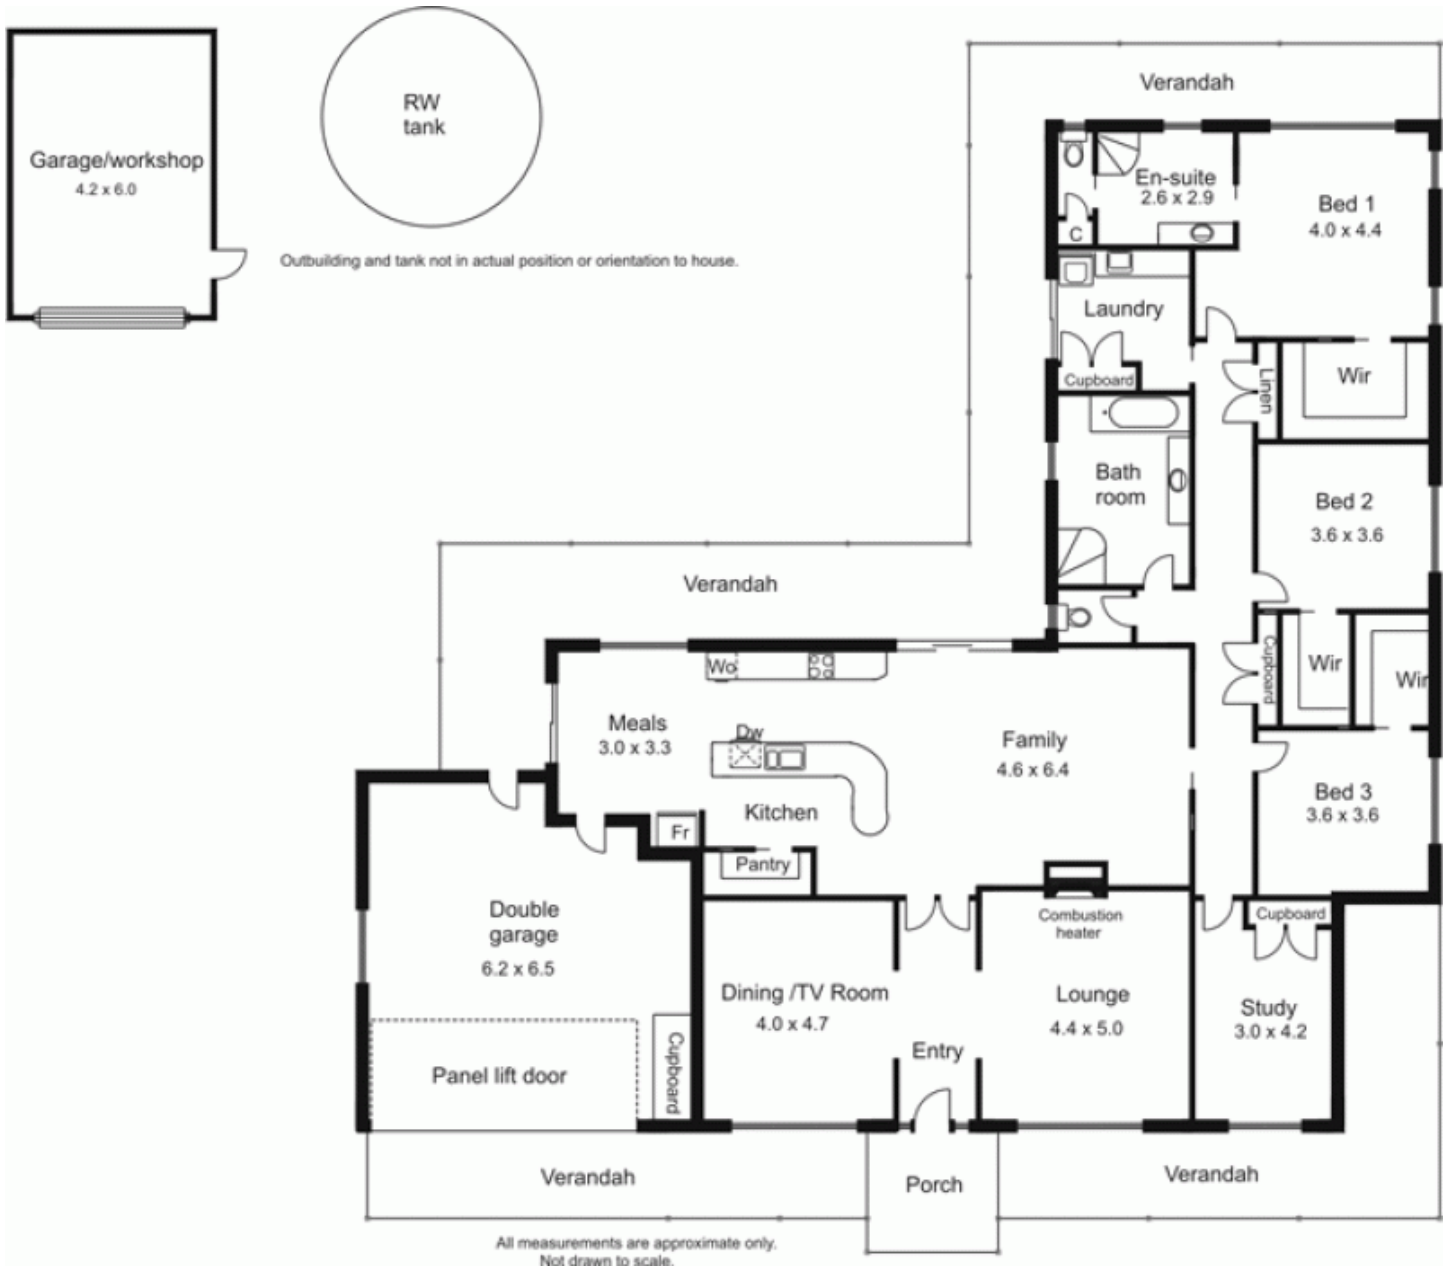 Verandah
RW
tank
Garage/workshop
4.2 x 6.0
En-suite
2.6 x 2.9
Bed 1
4.0 x 4.4
C
Outbuilding and tank not in actual position or orientation to house.
Laundry
Cupboard
Linen
Wir
Bath
room
Bed 2
3.6 x 3.6
Verandah
Cupboard
Wir
Wir
Wo
Meals
3.0 x 3.3
Dw
Family
4.6 x 6.4
Kitchen
Fr
Pantry
Bed 3
3.6 x 3.6
Double
garage
6.2 x 6.5
Combustion
heater
Cupboard
Dining /TV Room
4.0 x 4.7
Lounge
4.4 x 5.0
Study
3.0 x 4.2
Entry
Panel lift door
Cupboard
Verandah
Porch
Verandah
All measurements are approximate only.
Not drawn to scale.